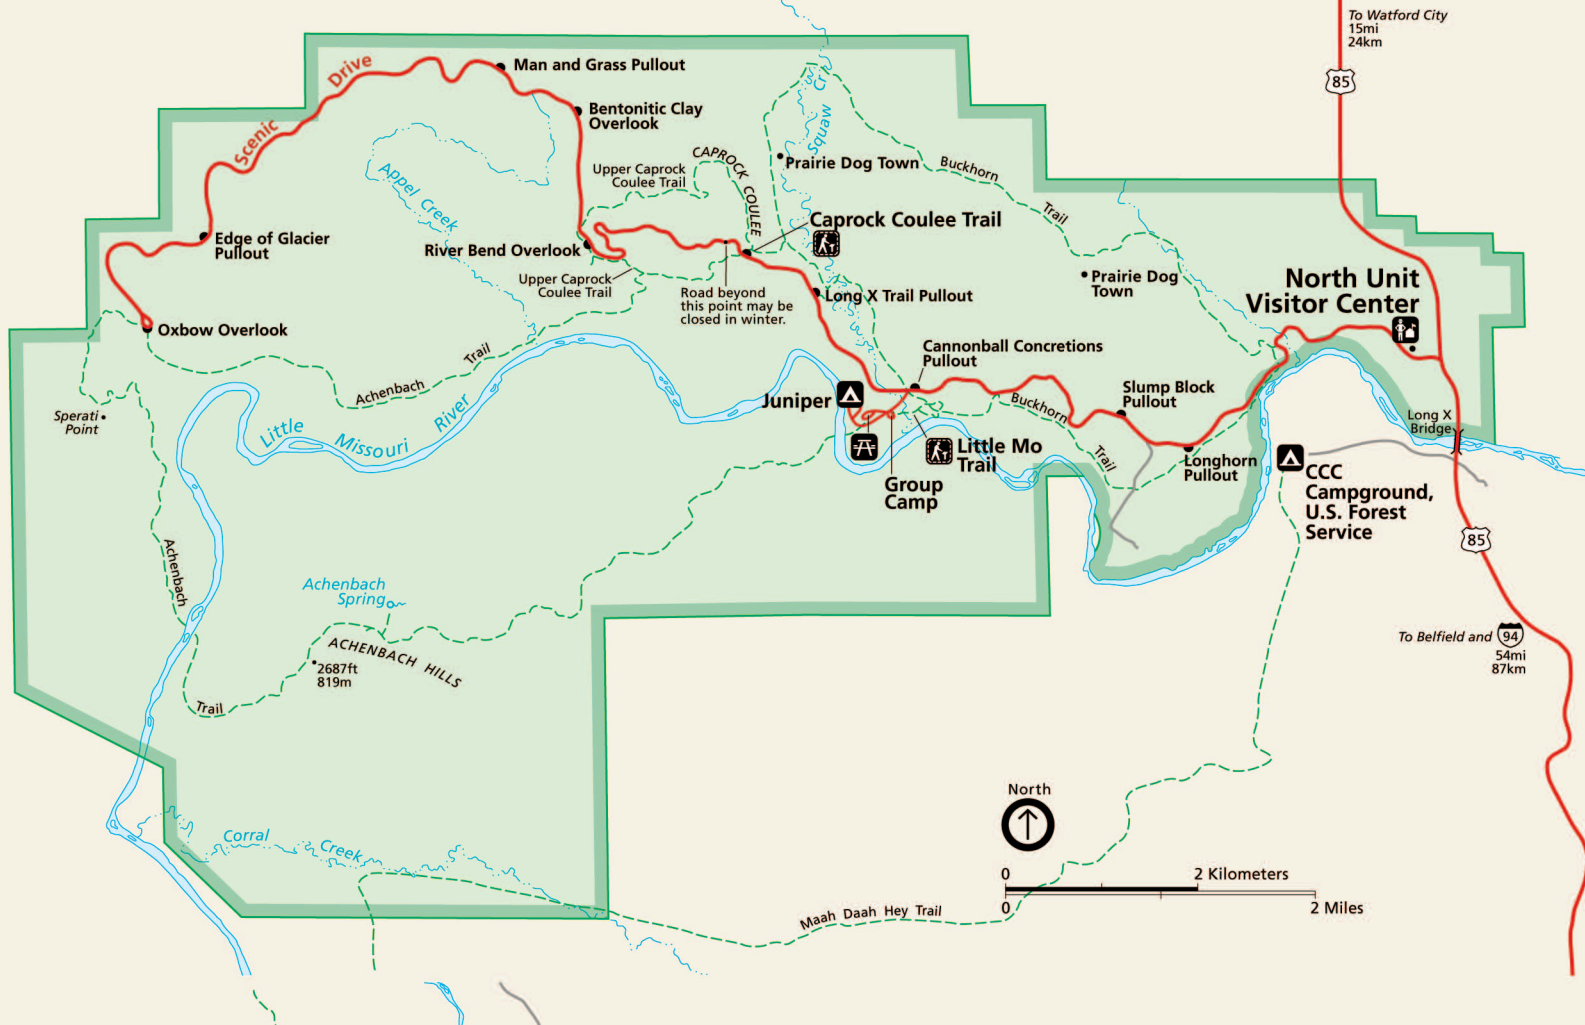 To Watford City
15mi
24km
85
Scenic Drive
Man and Grass Pullout
Bentonitic Clay
Overlook
Squaw Cr
Appel Creek
Upper Caprock
Coulee Trail
CAPROCK COULEE
Prairie Dog Town
Buckhorn
Trail
Caprock Coulee Trail
Edge of Glacier
Pullout
River Bend Overlook
Upper Caprock
Coulee Trail
Road beyond
this point may be
closed in winter.
Long X Trail Pullout
Prairie Dog
Town
North Unit
Visitor Center
Oxbow Overlook
Achenbach Trail
Cannonball Concretions
Pullout
Slump Block
Pullout
Juniper
Buckhorn
Trail
Sperati
Point
Little Missouri River
Little Mo
Trail
Group
Camp
Longhorn
Pullout
Long X
Bridge
CCC
Campground,
U.S. Forest
Service
85
Achenbach
Trail
Achenbach
Spring
ACHENBACH HILLS
2687ft
819m
To Belfield and 94
54mi
87km
North
Corral Creek
0 2 Kilometers
0 2 Miles
Maah Daah Hey Trail